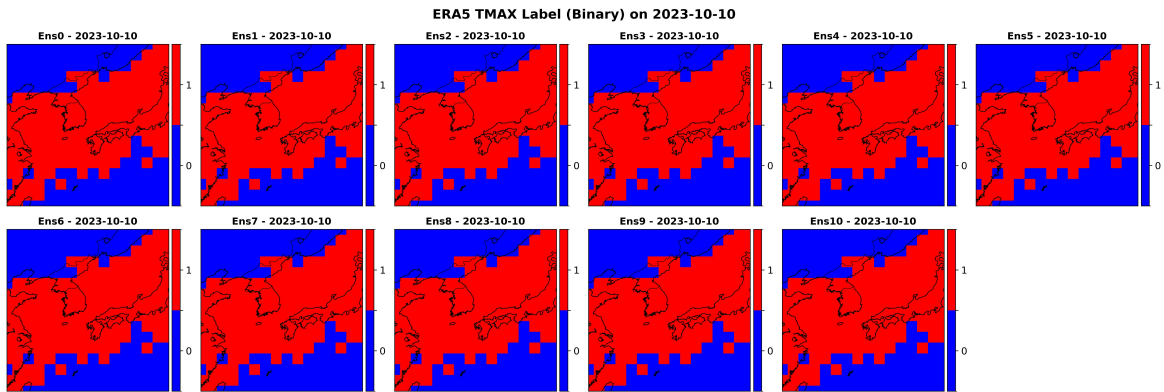 ERA5 TMAX Label (Binary) on 2023-10-10
Ens0 - 2023-10-10
Ens1 - 2023-10-10
Ens2 - 2023-10-10
Ens3 - 2023-10-10
Ens4 - 2023-10-10
Ens5 - 2023-10-10
1 1 1 1 1 1
0 0 0 0 0 0
Ens6 - 2023-10-10
Ens7 - 2023-10-10
Ens8 - 2023-10-10
Ens9 - 2023-10-10
Ens10 - 2023-10-10
1 1 1 1 1
0 0 0 0 0